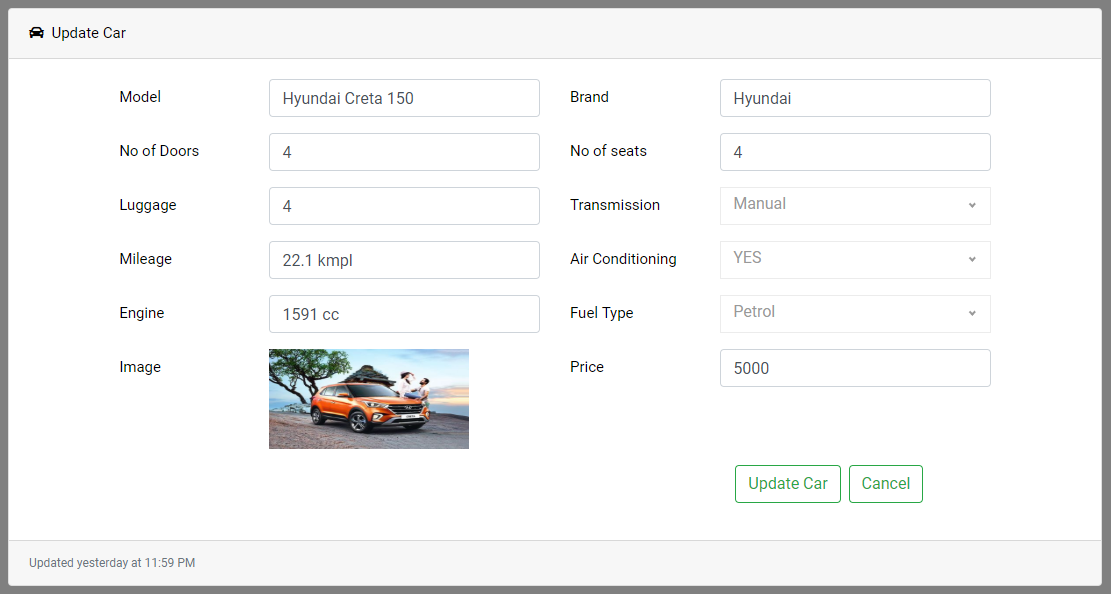 Update Car
Model Hyundai Creta 150 Brand Hyundai
No of Doors 4 No of seats 4
Luggage 4 Transmission Manual
Mileage 22.1 kmpl Air Conditioning YES
Engine 1591 cc Fuel Type Petrol
Image Price 5000
Update Car Cancel
Updated yesterday at 11:59 PM